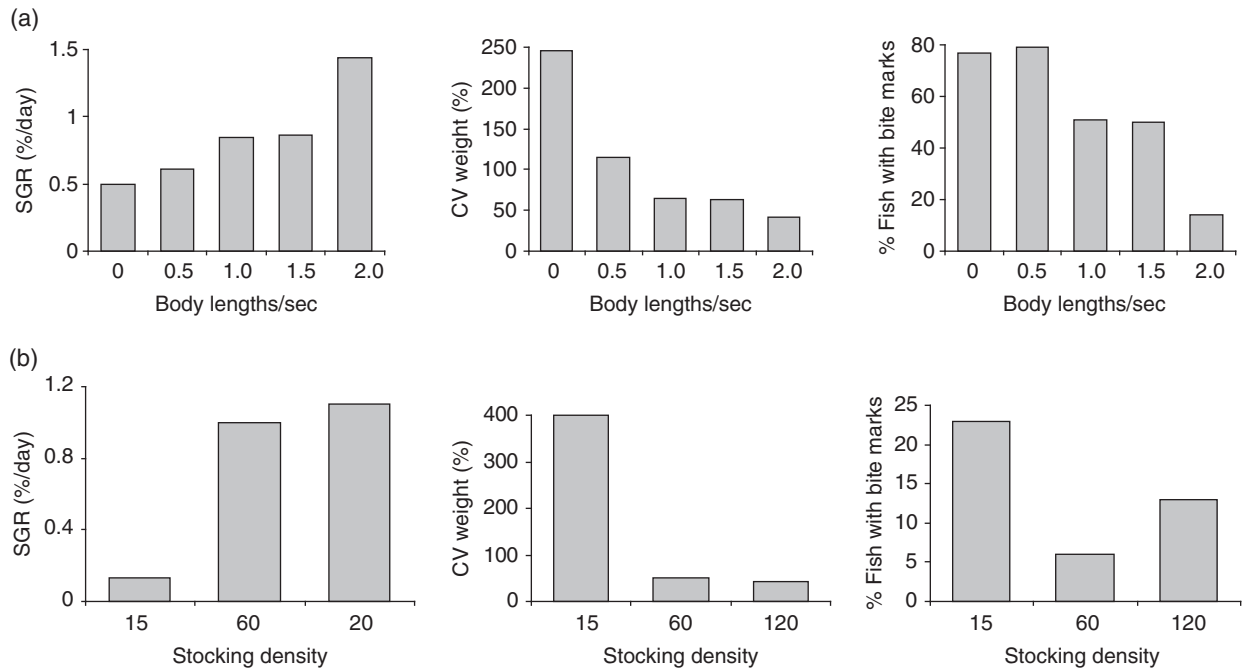 (a)
SGR (%/day)
1.5
1
0.5
0
0 0.5 1.0 1.5 2.0
Body lengths/sec
CV weight (%)
250
200
150
100
50
0
0 0.5 1.0 1.5 2.0
Body lengths/sec
% Fish with bite marks
80
60
40
20
0
0 0.5 1.0 1.5 2.0
Body lengths/sec
(b)
SGR (%/day)
1.2
0.8
0.4
0
15 60 20
Stocking density
CV weight (%)
400
300
400
100
0
15 60 120
Stocking density
% Fish with bite marks
25
20
15
10
5
0
15 60 120
Stocking density